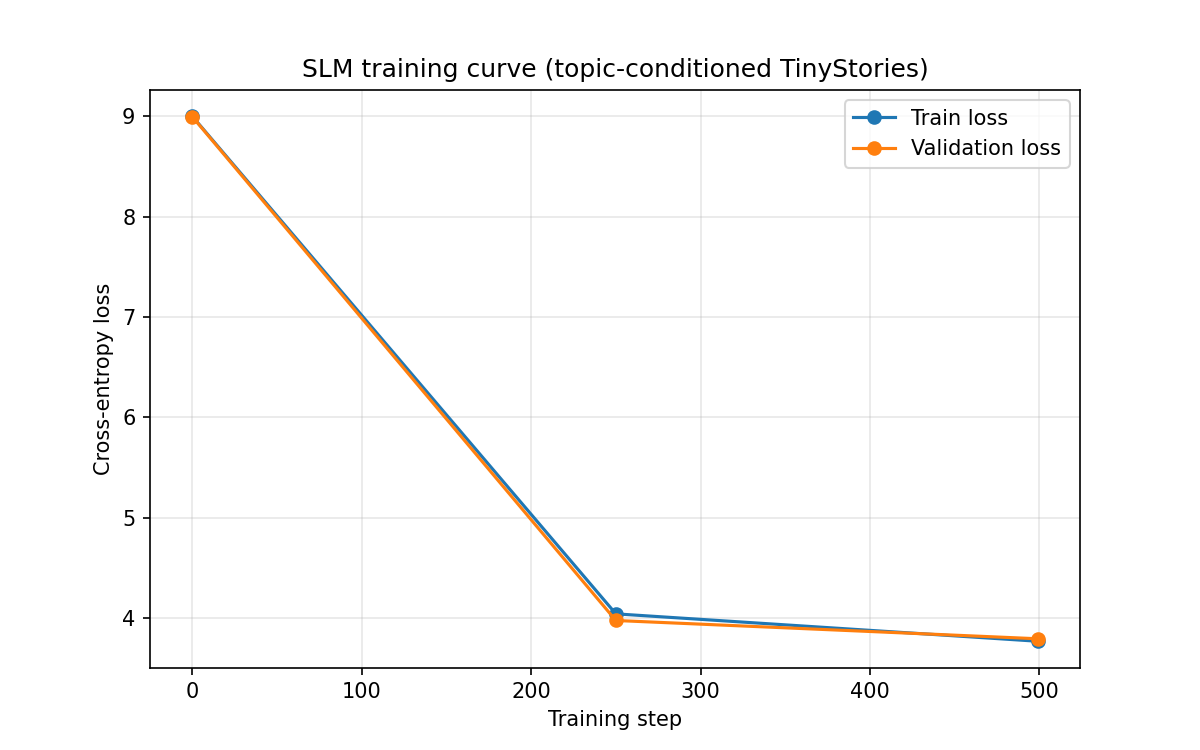 SLM training curve (topic-conditioned TinyStories)
Train loss
Validation loss
Cross-entropy loss
9
8
7
6
5
4
0 100 200 300 400 500
Training step